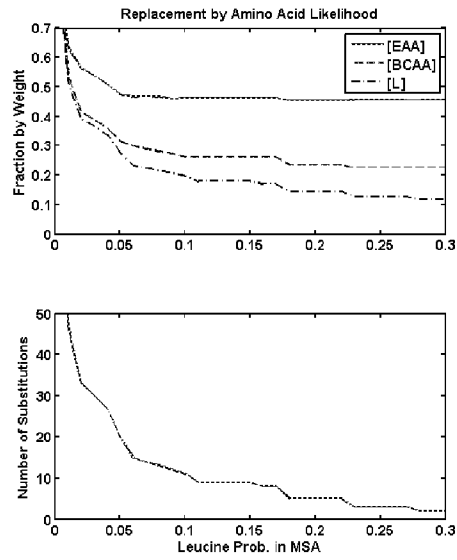 Replacement by Amino Acid Likelihood
0.7
0.6
0.5
0.4
0.3
0.2
0.1
0
Fraction by Weight
[EAA]
[BCAA]
[L]
0 0.05 0.1 0.15 0.2 0.25 0.3
50
40
30
20
10
0
Number of Substitutions
0 0.05 0.1 0.15 0.2 0.25 0.3
Leucine Prob. in MSA